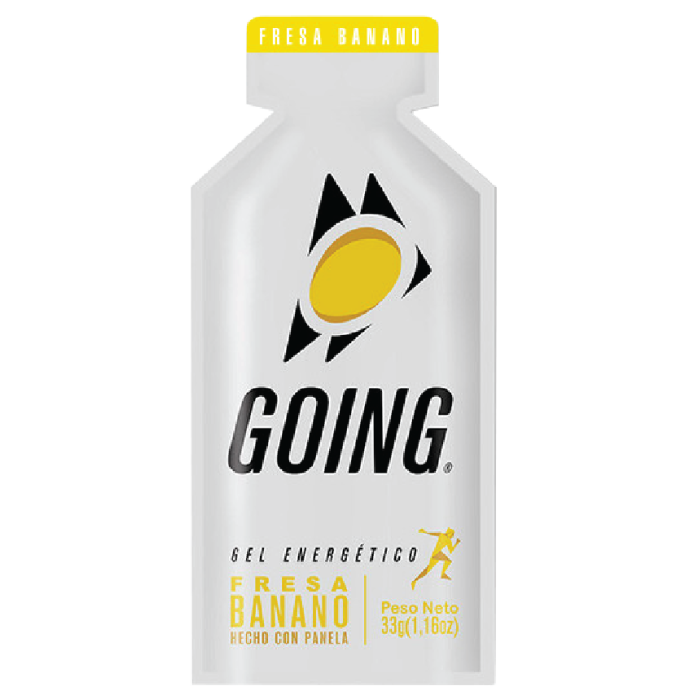 FRESA BANANO
GOING®
GEL ENERGÉTICO
FRESA
BANANO
HECHO CON PANELA
Peso Neto
33g(1,16oz)